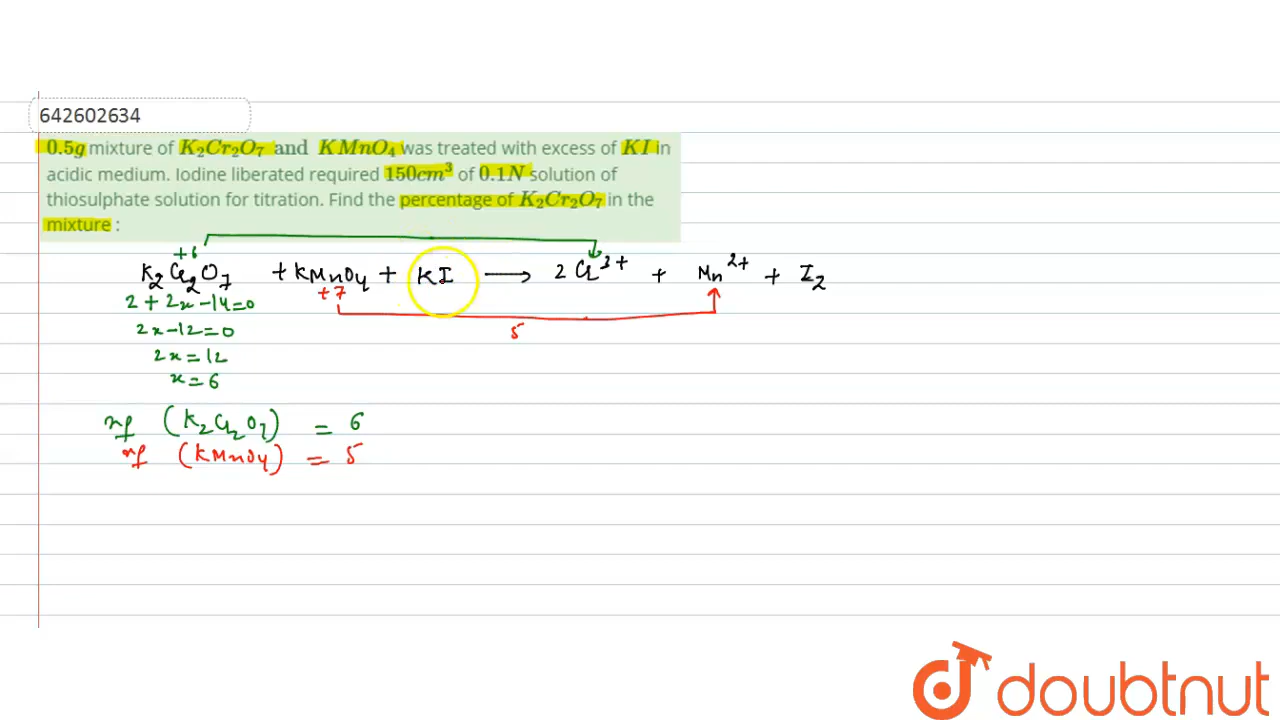 642602634
0.5g mixture of K₂Cr₂O₇ and KMnO₄ was treated with excess of KI in
acidic medium. Iodine liberated required 150cm³ of 0.1N solution of
thiosulphate solution for titration. Find the percentage of K₂Cr₂O₇ in the
mixture :
+6
K₂Cr₂O₇ + KMnO₄ + KI ⟶ 2Cr³⁺ + Mn²⁺ + I₂
+7
2 + 2x - 14 = 0
5
2x - 12 = 0
2x = 12
x = 6
nf (K₂Cr₂O₇) = 6
nf (KMnO₄) = 5
doubtnut